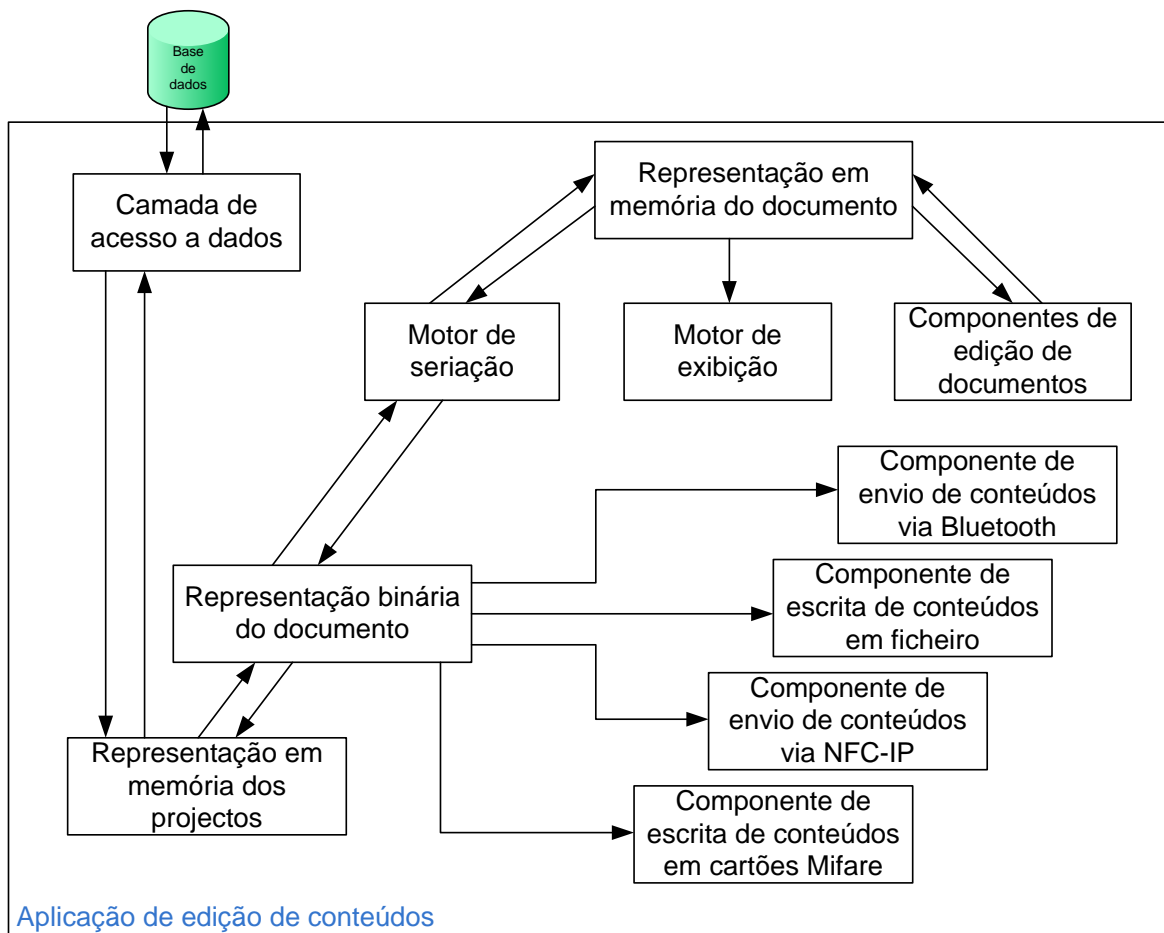 Base
de
dados
Camada de
acesso a dados
Representação em
memória do documento
Motor de
seriação
Motor de
exibição
Componentes de
edição de
documentos
Componente de
envio de conteúdos
via Bluetooth
Representação binária
do documento
Componente de
escrita de conteúdos
em ficheiro
Componente de
envio de conteúdos
via NFC-IP
Representação em
memória dos
projectos
Componente de
escrita de conteúdos
em cartões Mifare
Aplicação de edição de conteúdos